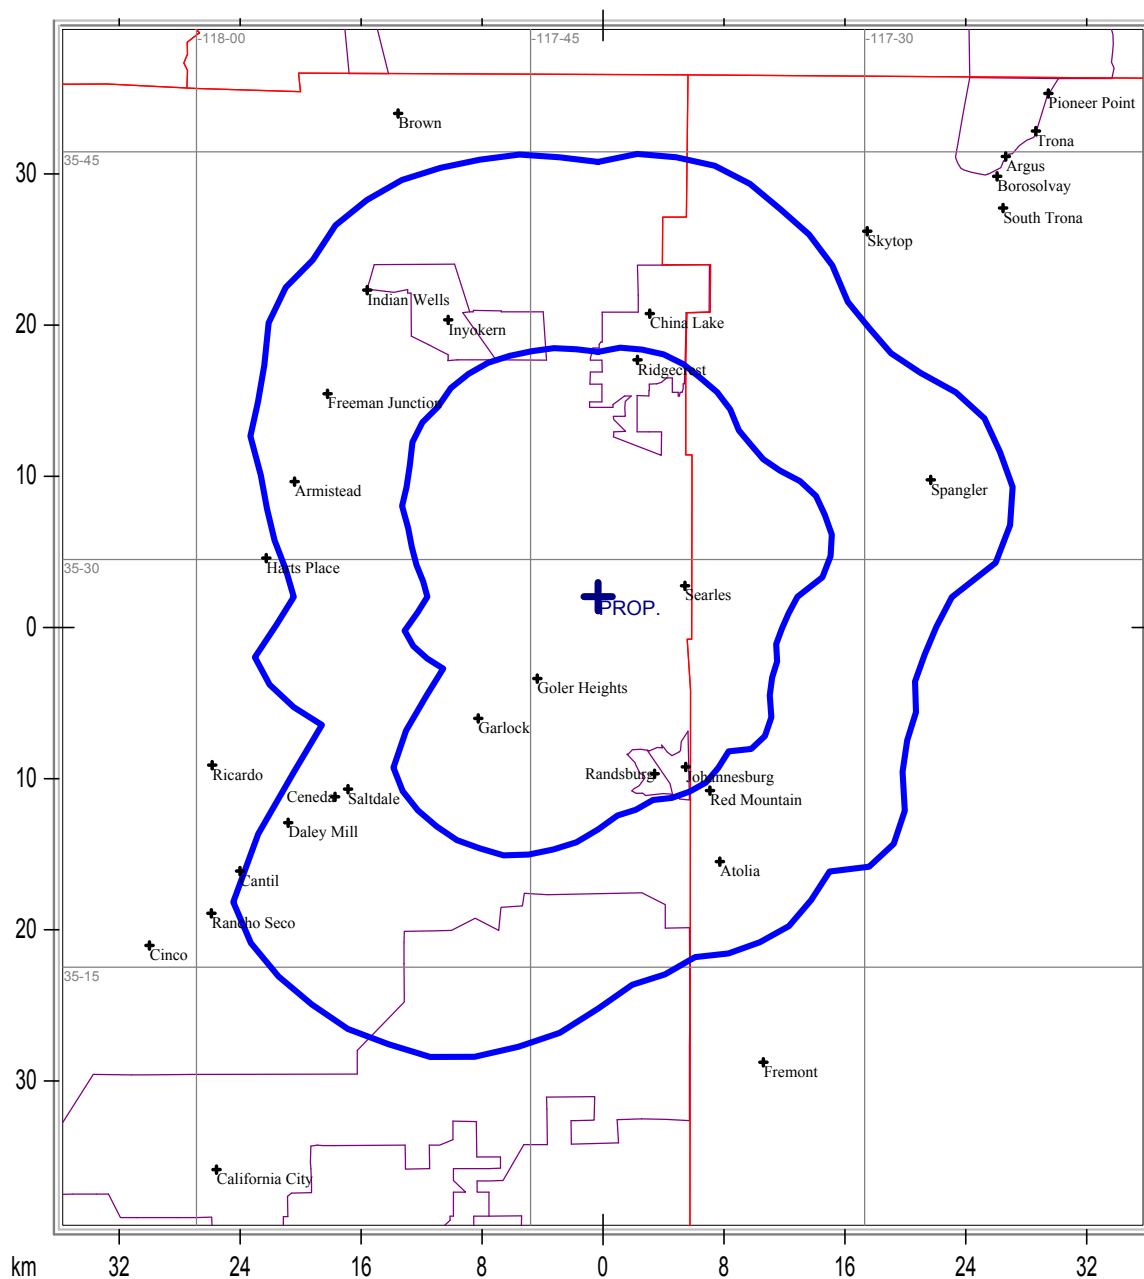 -118-00
-117-45
-117-30
Pioneer Point
Brown
Trona
35-45
Argus
30
Borosolvay
South Trona
Skytop
Indian Wells
Inyokern
China Lake
20
Ridgecrest
Freeman Junction
Armistead
Spangler
10
35-30
Harts Place
Searles
PROP.
0
Goler Heights
Garlock
Ricardo
Randsburg
Johannesburg
10
Ceneda
Saltdale
Red Mountain
Daley Mill
Atolia
Cantil
Rancho Seco
20
Cinco
35-15
Fremont
30
California City
km
32
24
16
8
0
8
16
24
32